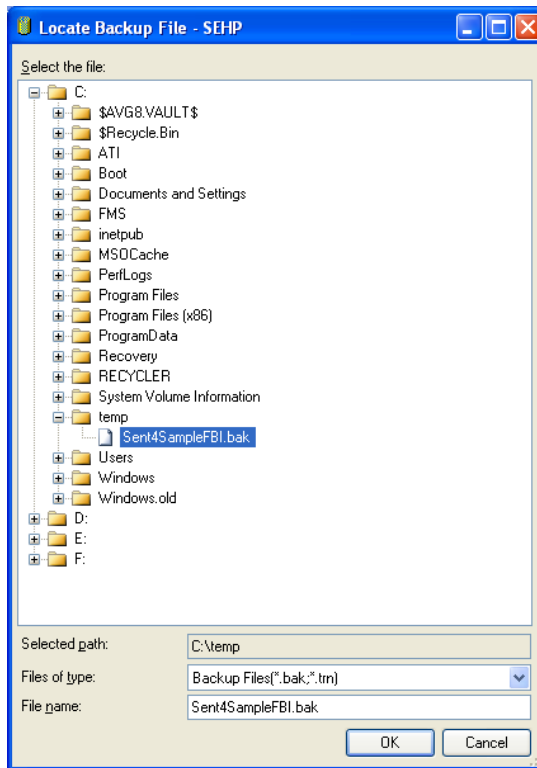 Locate Backup File - SEHP
Select the file:
C:
$AVG8.VAULT$
$Recycle.Bin
ATI
Boot
Documents and Settings
FMS
inetpub
MSOCache
PerfLogs
Program Files
Program Files (x86)
ProgramData
Recovery
RECYCLER
System Volume Information
temp
Sent4SampleFBI.bak
Users
Windows
Windows.old
D:
E:
F:
Selected path: C:\temp
Files of type: Backup Files(*.bak;*.trn)
File name: Sent4SampleFBI.bak
OK Cancel